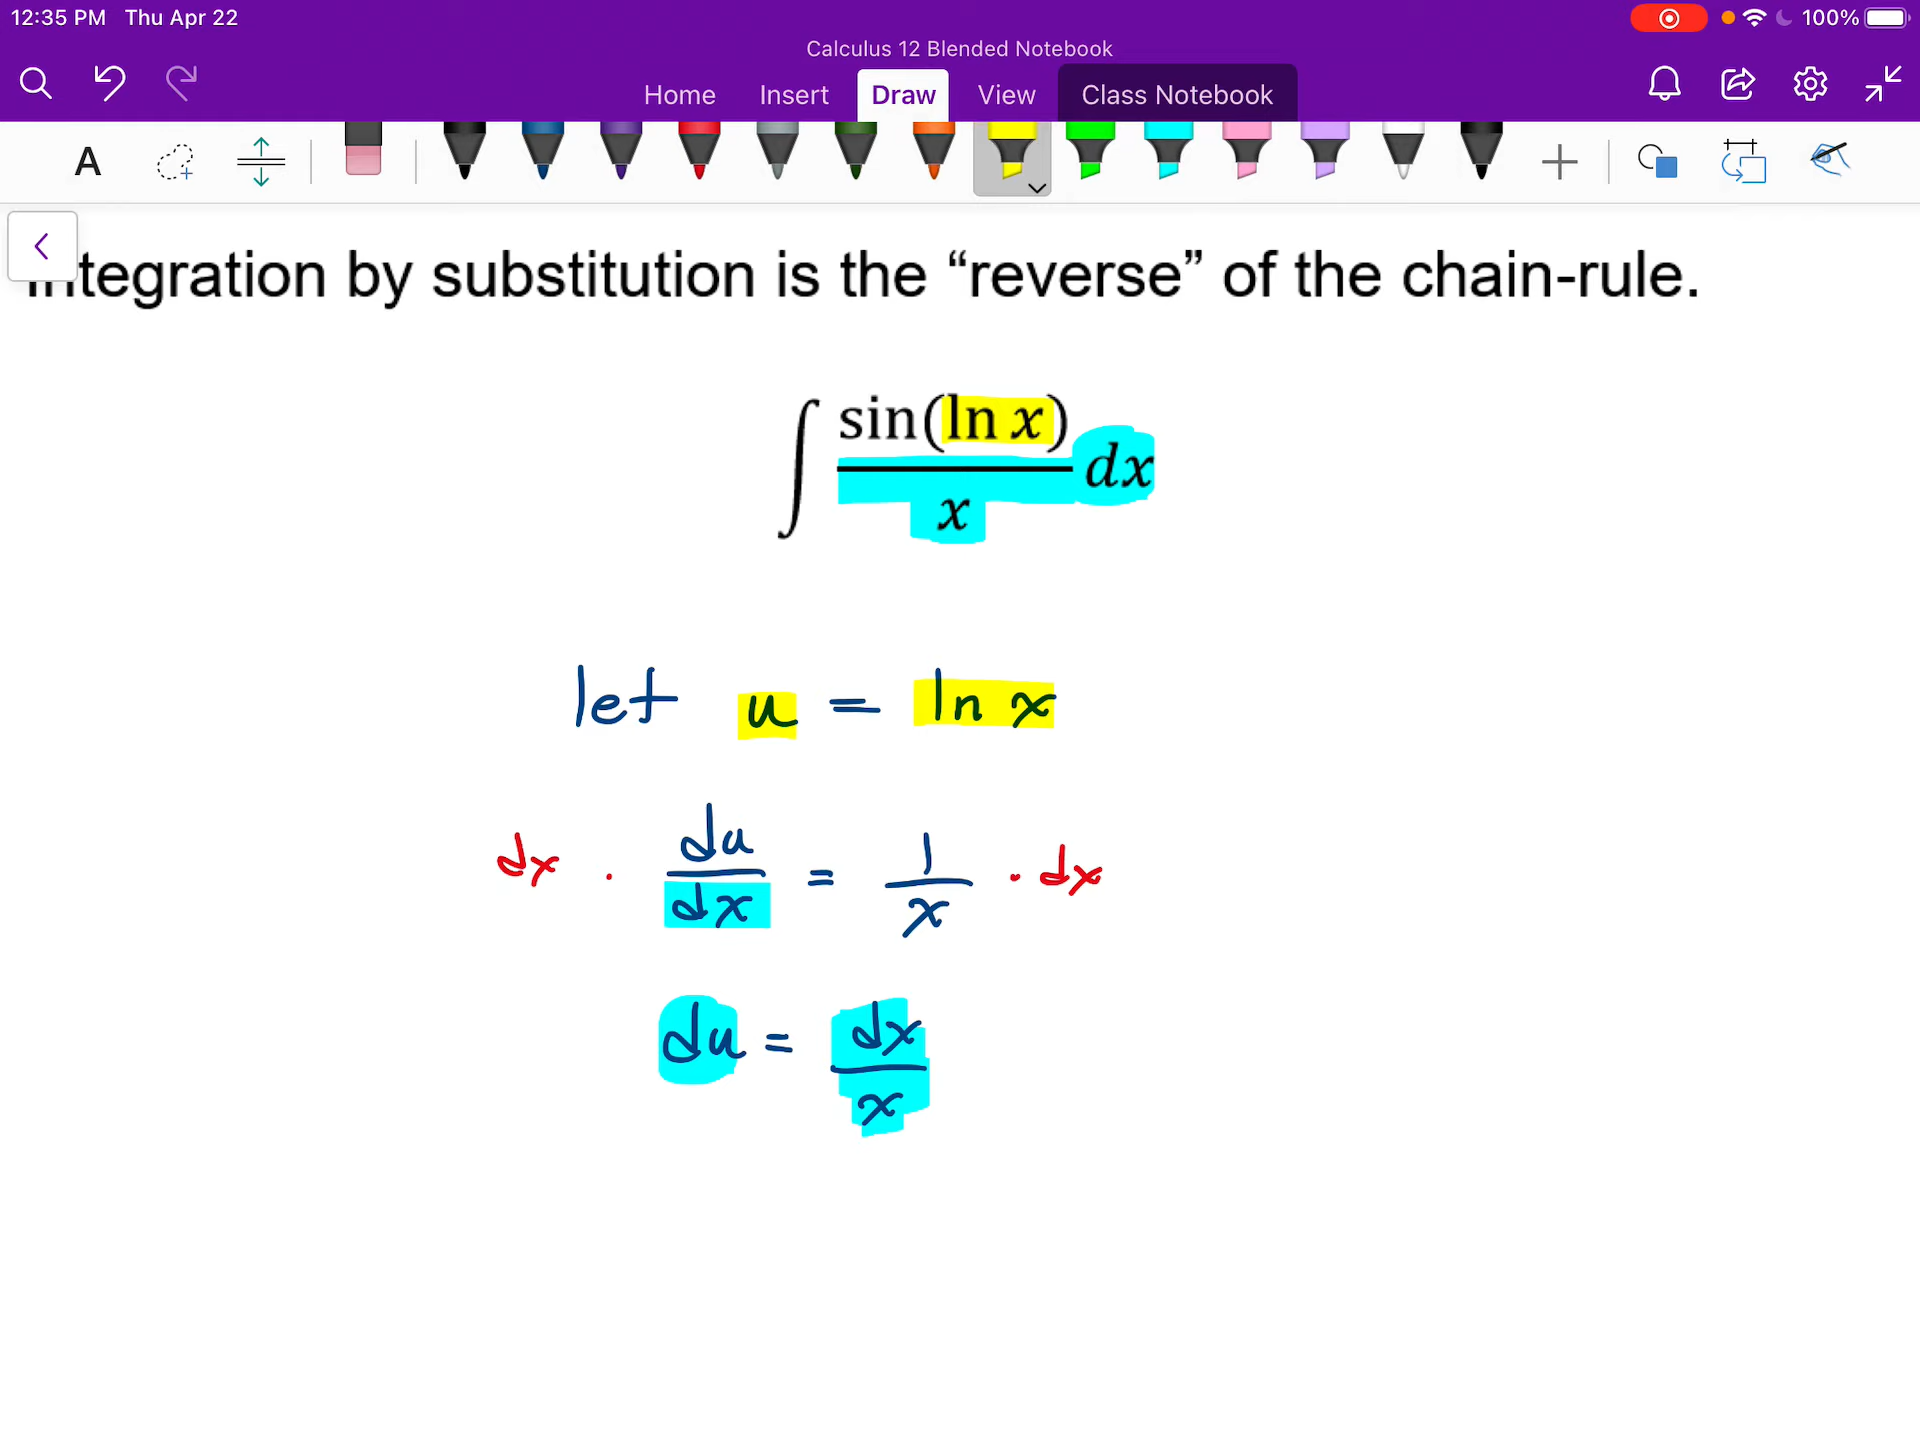 12:35 PM Thu Apr 22 100%
Calculus 12 Blended Notebook
Home Insert Draw View Class Notebook
A
Integration by substitution is the “reverse” of the chain-rule.
∫ sin(ln x)/x dx
let u = ln x
dx · du/dx = 1/x · dx
du = dx/x